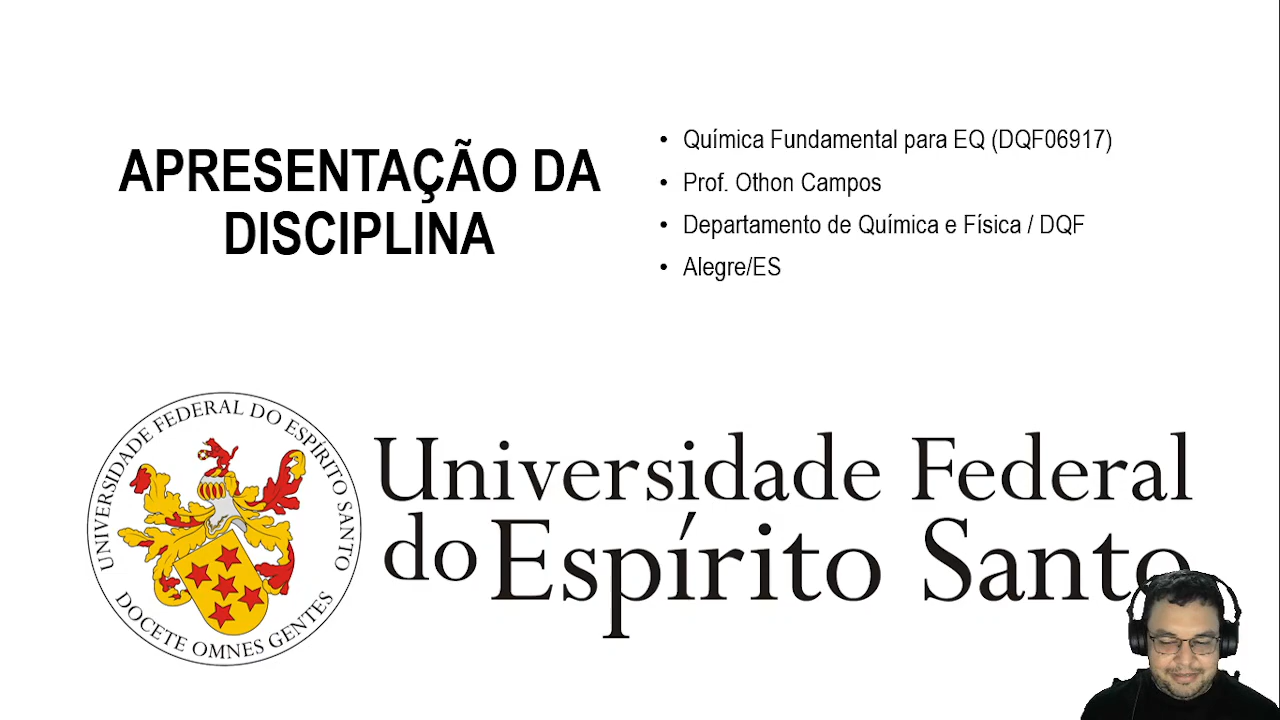 APRESENTAÇÃO DA
DISCIPLINA
• Química Fundamental para EQ (DQF06917)
• Prof. Othon Campos
• Departamento de Química e Física / DQF
• Alegre/ES
UNIVERSIDADE FEDERAL DO ESPÍRITO SANTO
DOCETE OMNES GENTES
Universidade Federal
do Espírito Santo